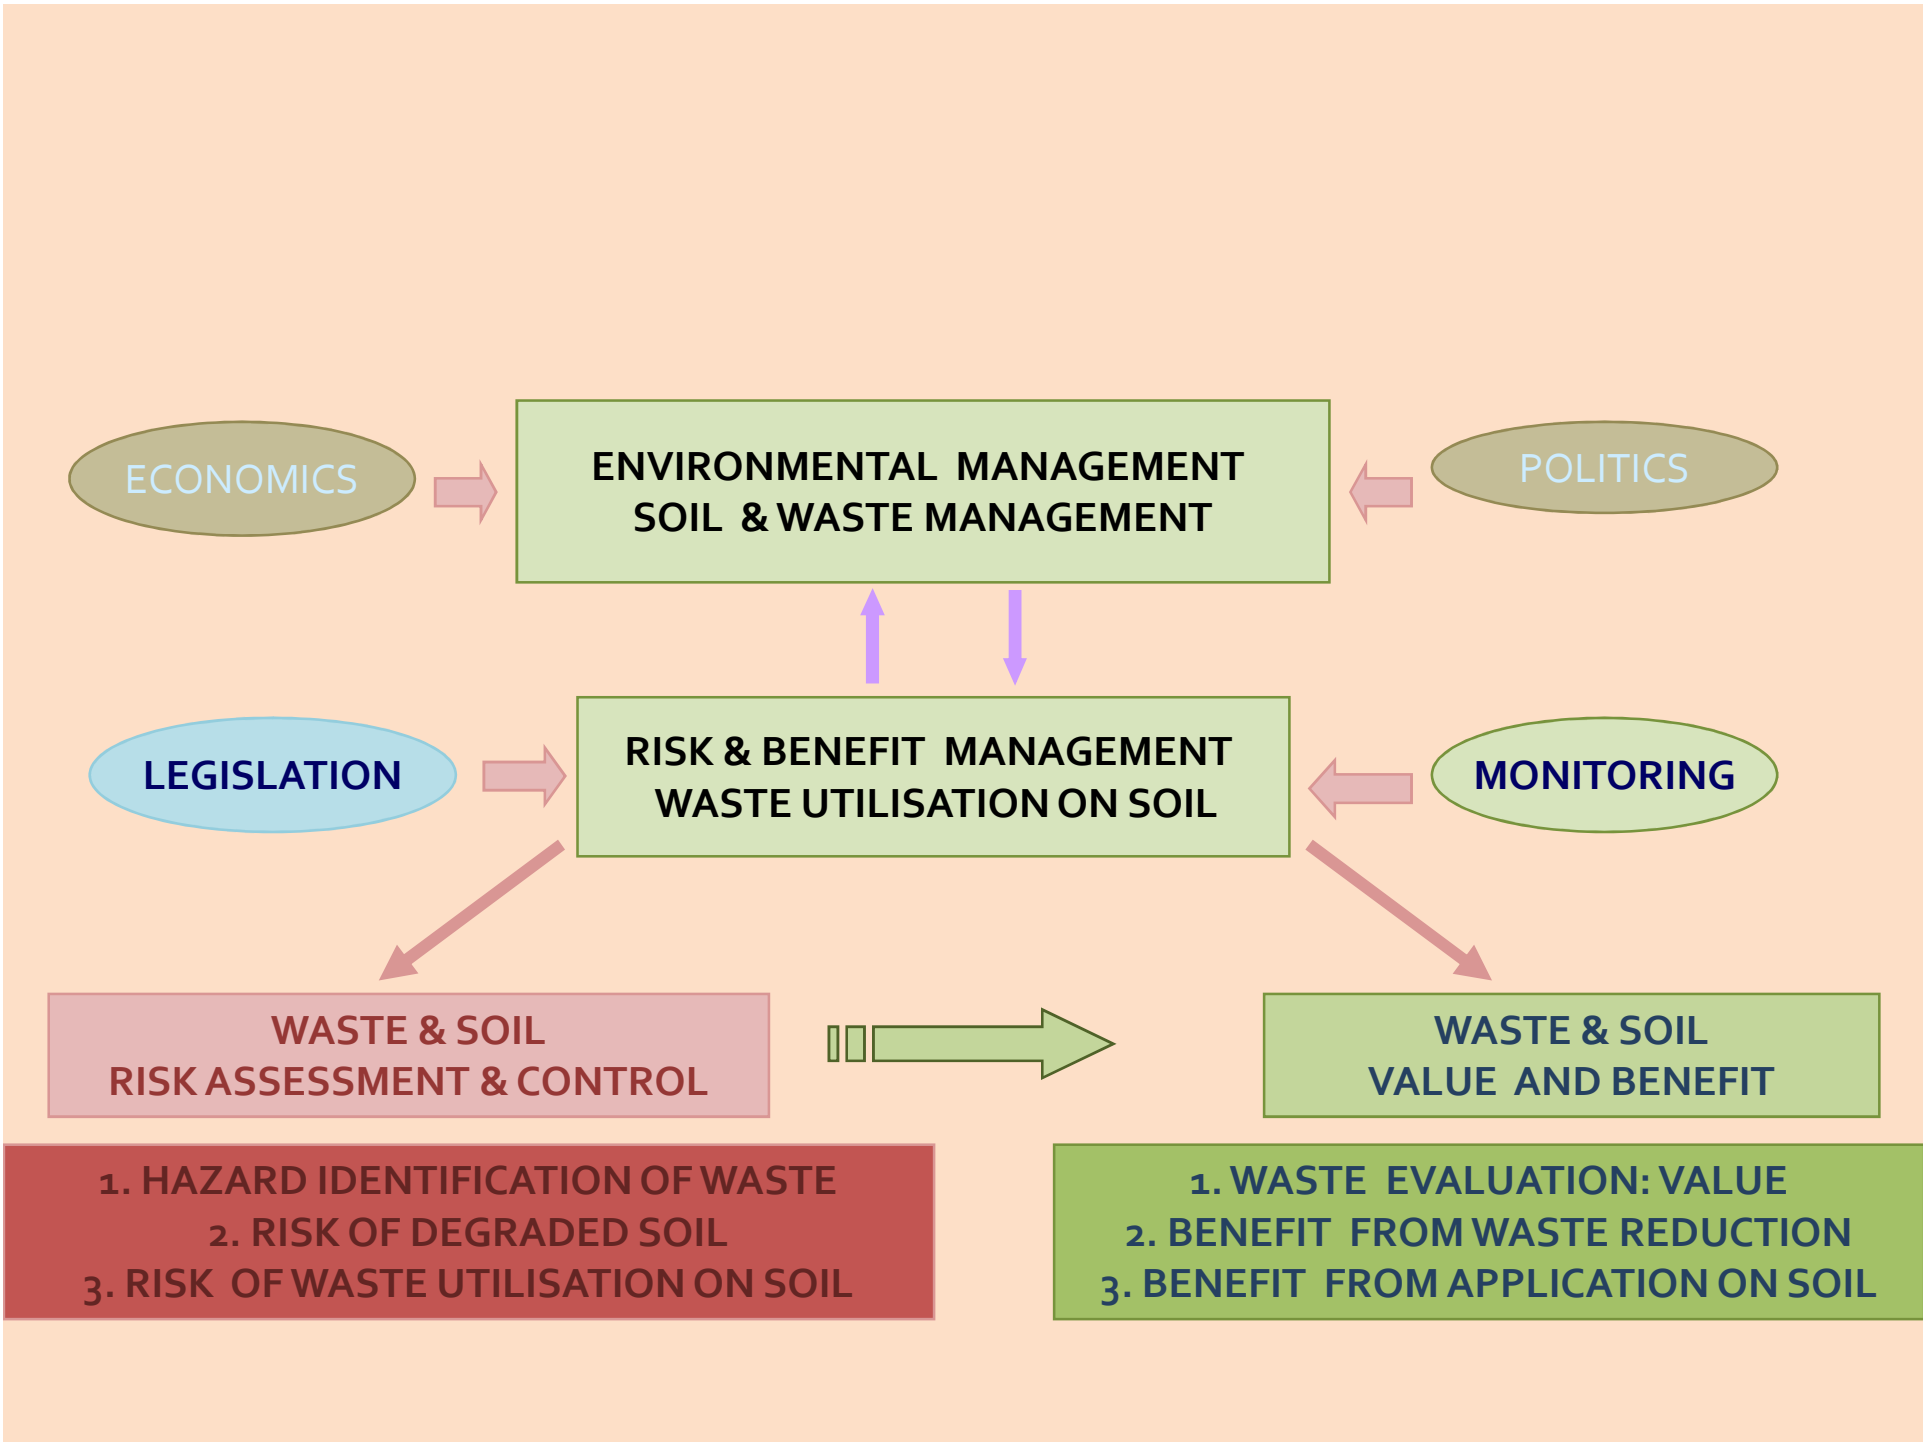 ECONOMICS
ENVIRONMENTAL MANAGEMENT
SOIL & WASTE MANAGEMENT
POLITICS
LEGISLATION
RISK & BENEFIT MANAGEMENT
WASTE UTILISATION ON SOIL
MONITORING
WASTE & SOIL
RISK ASSESSMENT & CONTROL
WASTE & SOIL
VALUE AND BENEFIT
1. HAZARD IDENTIFICATION OF WASTE
2. RISK OF DEGRADED SOIL
3. RISK OF WASTE UTILISATION ON SOIL
1. WASTE EVALUATION: VALUE
2. BENEFIT FROM WASTE REDUCTION
3. BENEFIT FROM APPLICATION ON SOIL